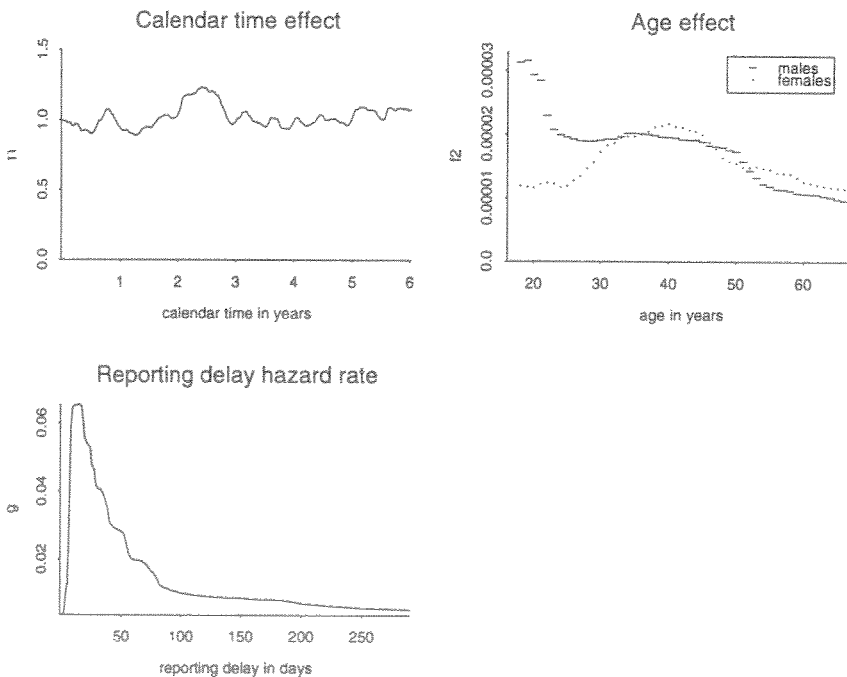 Calendar time effect
1.5
1.0
0.5
0.0
f1
1 2 3 4 5 6
calendar time in years
Age effect
0.00003
0.00002
0.00001
0.0
f2
males
females
20 30 40 50 60
age in years
Reporting delay hazard rate
0.06
0.04
0.02
g
50 100 150 200 250
reporting delay in days